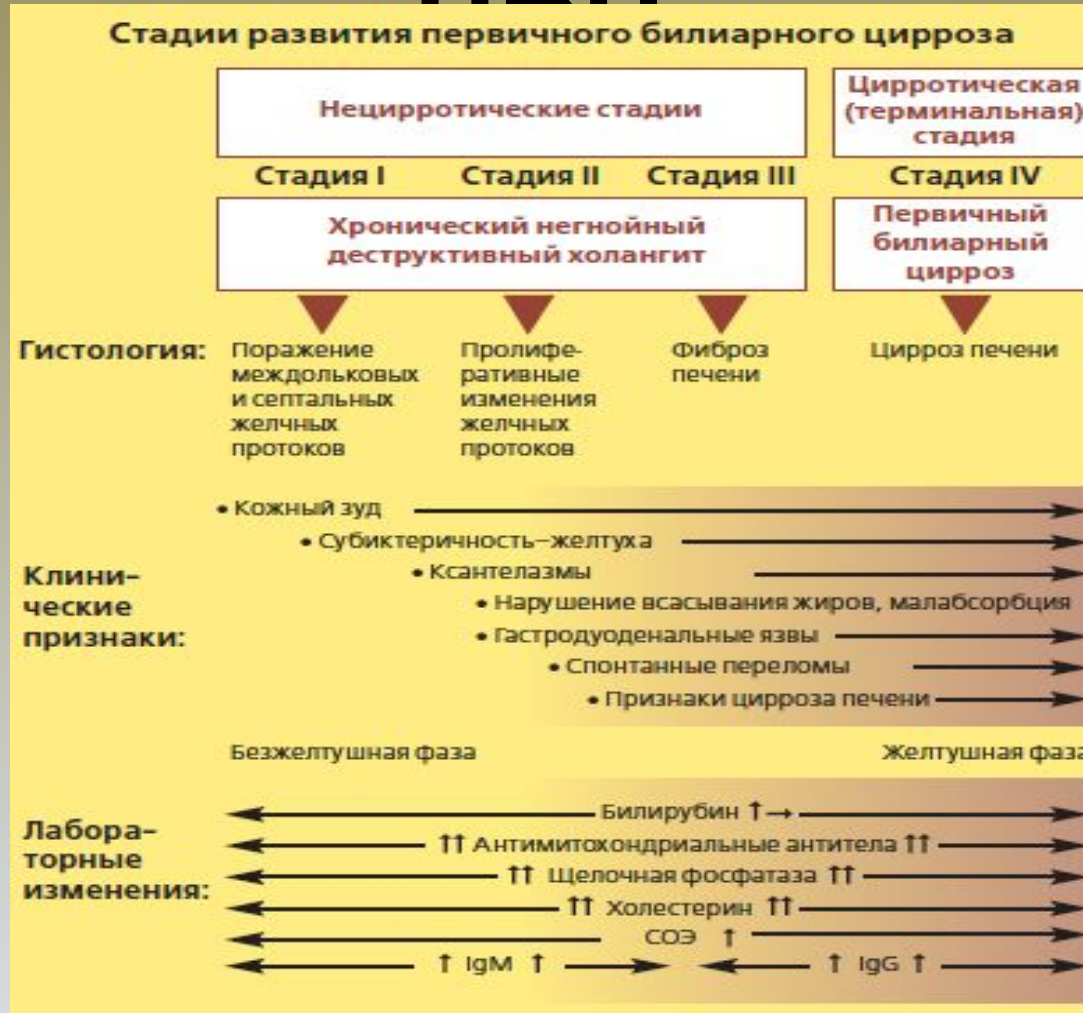 Стадии развития первичного билиарного цирроза
Нецирротические стадии
Цирротическая
(терминальная)
стадия
Стадия I Стадия II Стадия III Стадия IV
Хронический негнойный
деструктивный холангит
Первичный
билиарный
цирроз
Гистология:
Поражение
междольковых
и септальных
желчных
протоков
Пролифе-
ративные
изменения
желчных
протоков
Фиброз
печени
Цирроз печени
Клини-
ческие
признаки:
• Кожный зуд
• Субиктеричность–желтуха
• Ксантелазмы
• Нарушение всасывания жиров, малабсорбция
• Гастродуоденальные язвы
• Спонтанные переломы
• Признаки цирроза печени
Безжелтушная фаза Желтушная фаза
Лабора-
торные
изменения:
Билирубин ↑→
↑↑ Антимитохондриальные антитела ↑↑
↑↑ Щелочная фосфатаза ↑↑
↑↑ Холестерин ↑↑
СОЭ ↑
↑ IgM ↑ ↑ IgG ↑